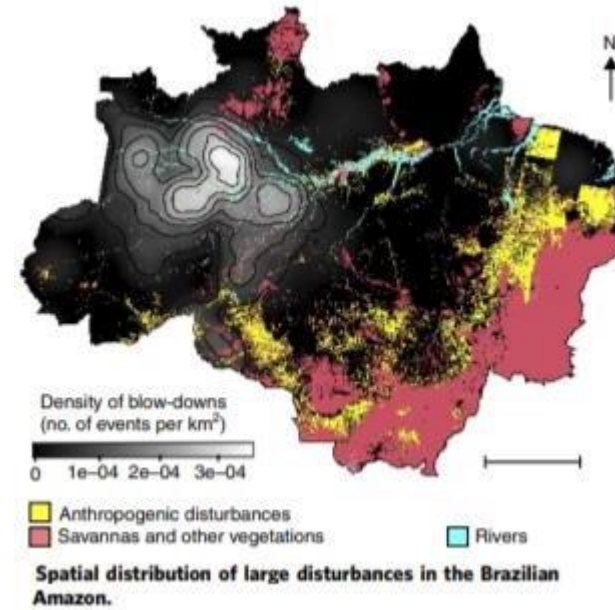 N
Density of blow-downs
(no. of events per km²)
0 1e–04 2e–04 3e–04
Anthropogenic disturbances
Savannas and other vegetations
Rivers
Spatial distribution of large disturbances in the Brazilian
Amazon.